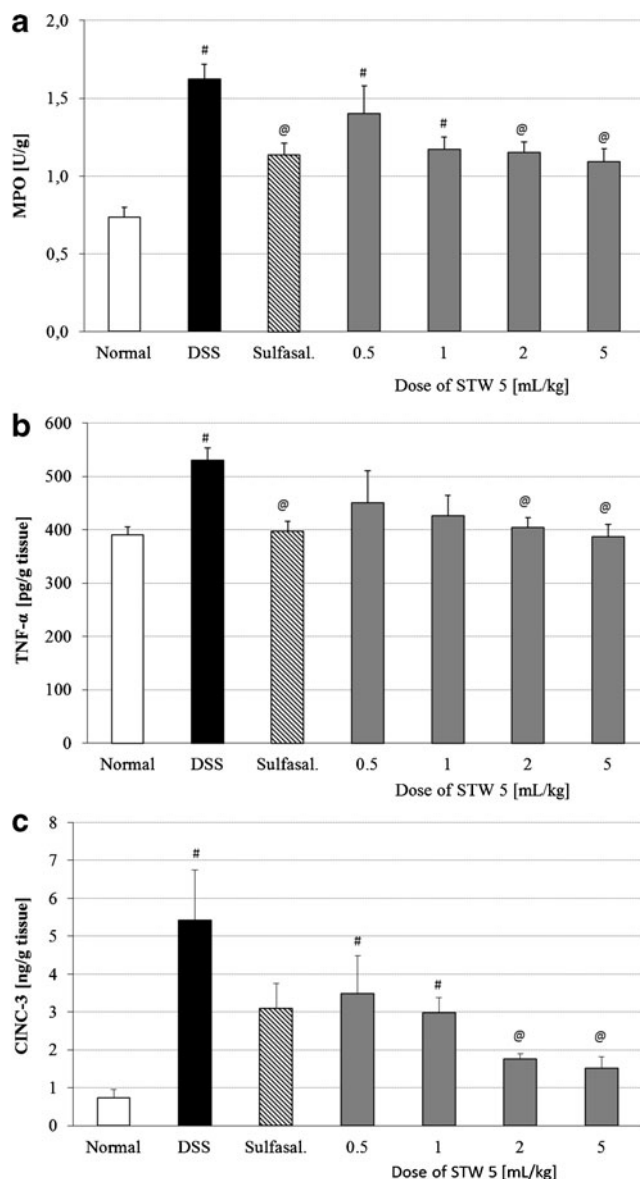 a
MPO [U/g]
2,0
1,5
1,0
0,5
0,0
# @ # # @ @
Normal DSS Sulfasal. 0.5 1 2 5
Dose of STW 5 [mL/kg]
b
TNF-α [pg/g tissue]
600
500
400
300
200
100
0
# @ @ @
Normal DSS Sulfasal. 0.5 1 2 5
Dose of STW 5 [mL/kg]
c
CINC-3 [ng/g tissue]
8
7
6
5
4
3
2
1
0
# # # @ @
Normal DSS Sulfasal. 0.5 1 2 5
Dose of STW 5 [mL/kg]